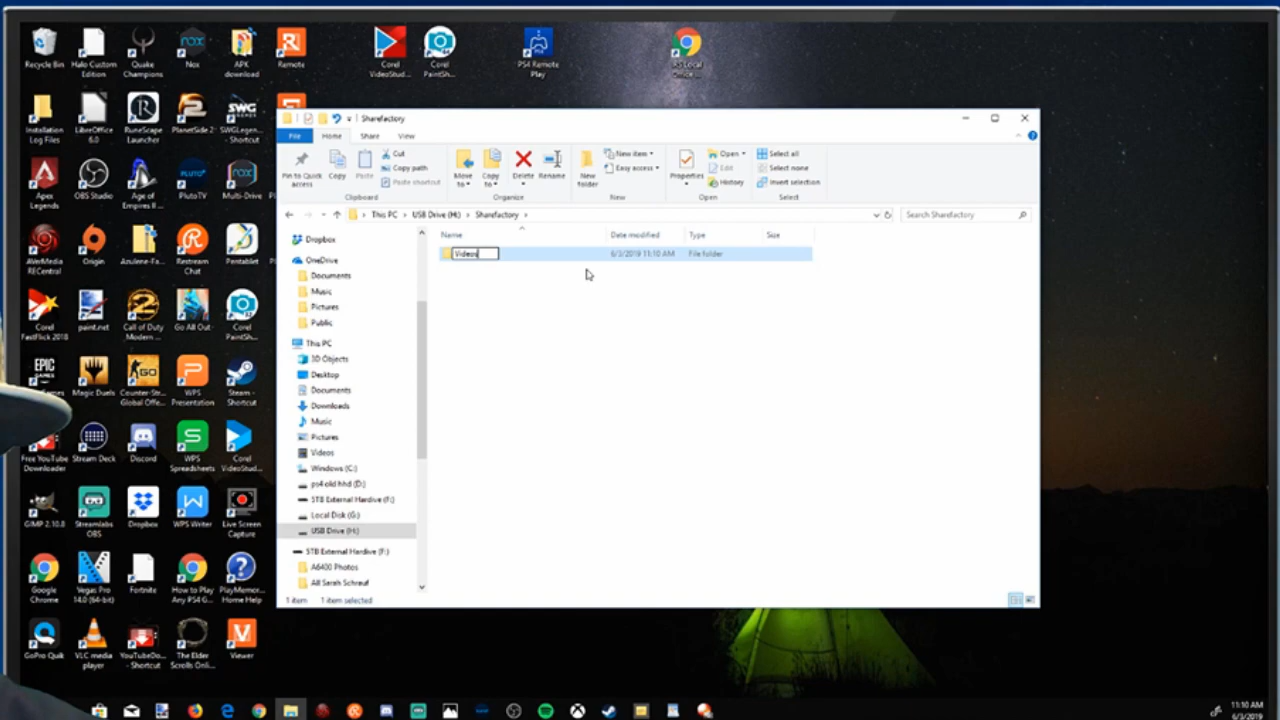 Recycle Bin
Halo Custom Edition
Quake Champions
Nox
APK download
Remote
Corel VideoStud...
Corel PaintSh...
PS4 Remote Play
Installation Log Files
LibreOffice 6.0
RuneScape Launcher
PlanetSide 2
SWGLegen... - Shortcut
Apex Legends
OBS Studio
Age of Empires II ...
PlutoTV
Multi-Drive
AVerMedia RECentral
Origin
Azulene-Fa...
Restream Chat
Pentablet
Corel FastFlick 2018
paint.net
Call of Duty Modern ...
Go All Out
Corel PaintSh...
Magic Duels
Counter-Str... Global Offe...
WPS Presentation
Steam - Shortcut
Free YouTube Downloader
Stream Deck
Discord
WPS Spreadsheets
Corel VideoStud...
GIMP 2.10.8
Streamlabs OBS
Dropbox
WPS Writer
Live Screen Capture
Google Chrome
Vegas Pro 14.0 (64-bit)
Fortnite
How to Play Any PS4 G...
PlayMemor... Home Help
GoPro Quik
VLC media player
YouTubeDo... - Shortcut
The Elder Scrolls Onli...
Viewer
Sharefactory
File Home Share View
Pin to Quick access
Copy
Paste
Cut
Copy path
Paste shortcut
Move to
Copy to
Delete
Rename
New folder
New item
Easy access
Properties
Open
Edit
History
Select all
Select none
Invert selection
Clipboard Organize New Open Select
This PC > USB Drive (H:) > Sharefactory >
Search Sharefactory
Name Date modified Type Size
Videos 6/3/2019 11:10 AM File folder
Dropbox
OneDrive
Documents
Music
Pictures
Public
This PC
3D Objects
Desktop
Documents
Downloads
Music
Pictures
Videos
Windows (C:)
ps4 old hhd (D:)
STB External Hardive (F:)
Local Disk (G:)
USB Drive (H:)
STB External Hardive (F:)
A6400 Photos
All Sarah Schrauf
1 item 1 item selected
11:10 AM
6/3/2019